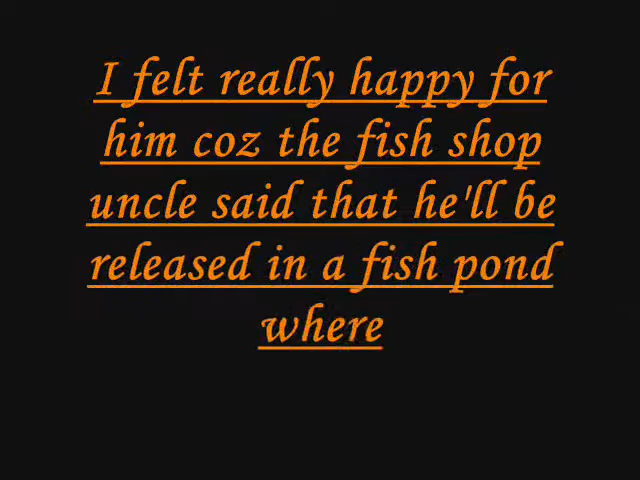 I felt really happy for
him coz the fish shop
uncle said that he'll be
released in a fish pond
where